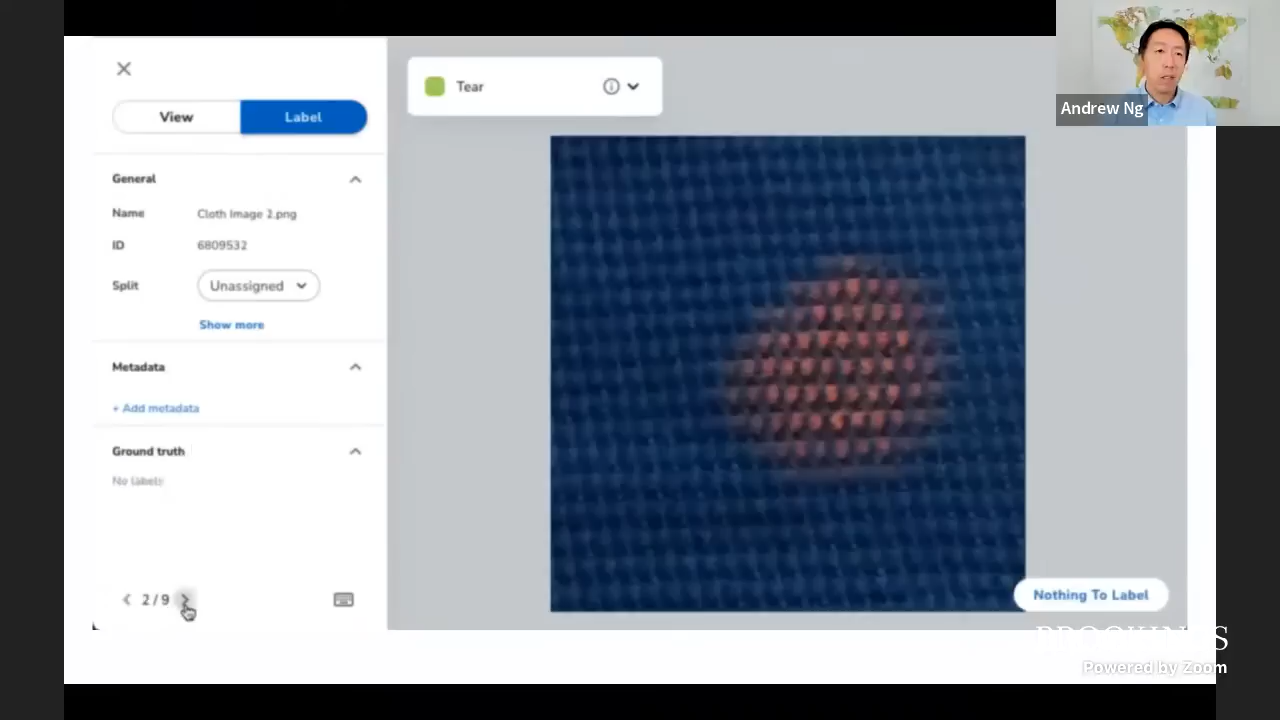 Andrew Ng
View
Label
Tear
General
Name
Cloth Image 2.png
ID
6809532
Split
Unassigned
Show more
Metadata
+ Add metadata
Ground truth
No labels
2 / 9
Nothing To Label
BROOKINGS
Powered by Zoom